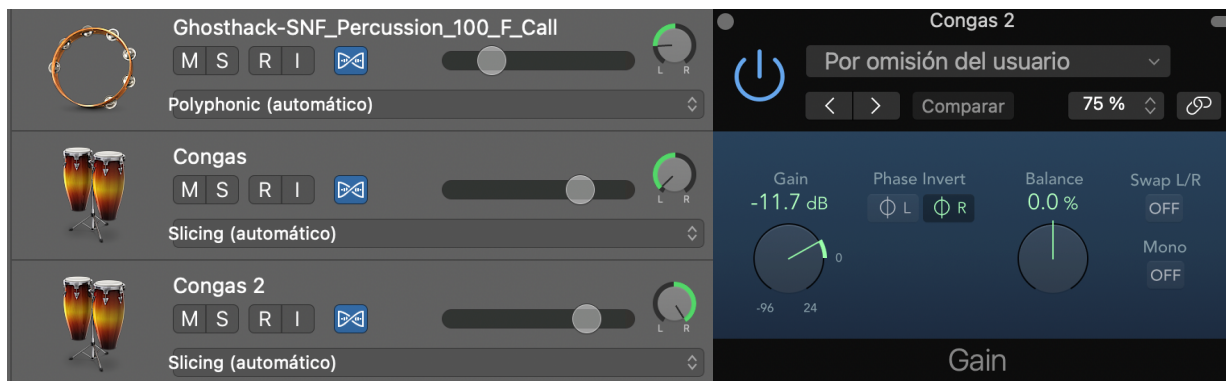 Ghosthack-SNF_Percussion_100_F_Call
M S R I
L R
Polyphonic (automático)
Congas
M S R I
L R
Slicing (automático)
Congas 2
M S R I
L R
Slicing (automático)
Congas 2
Por omisión del usuario
Comparar 75 %
Gain Phase Invert Balance Swap L/R
-11.7 dB L R 0.0 % OFF
0
Mono
OFF
-96 24
Gain